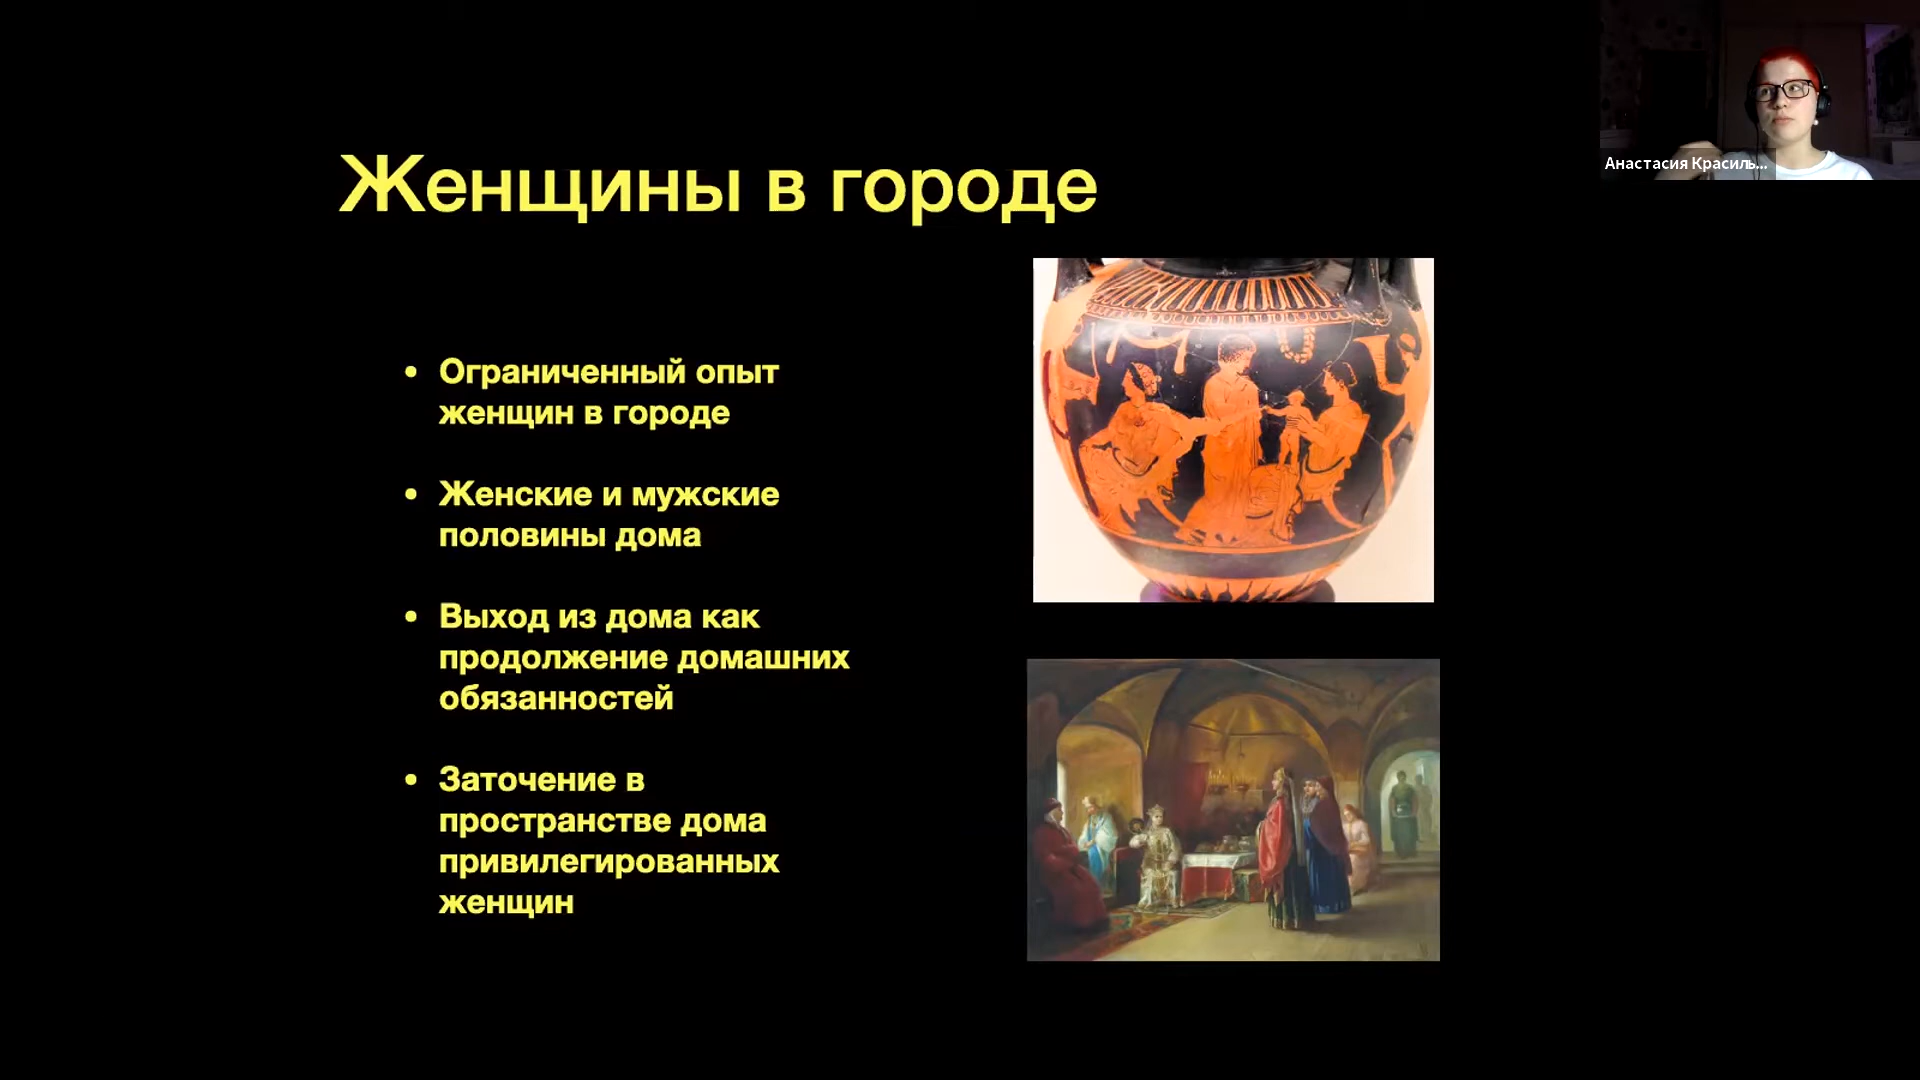 Анастасия Красиль...
Женщины в городе
• Ограниченный опыт
женщин в городе
• Женские и мужские
половины дома
• Выход из дома как
продолжение домашних
обязанностей
• Заточение в
пространстве дома
привилегированных
женщин